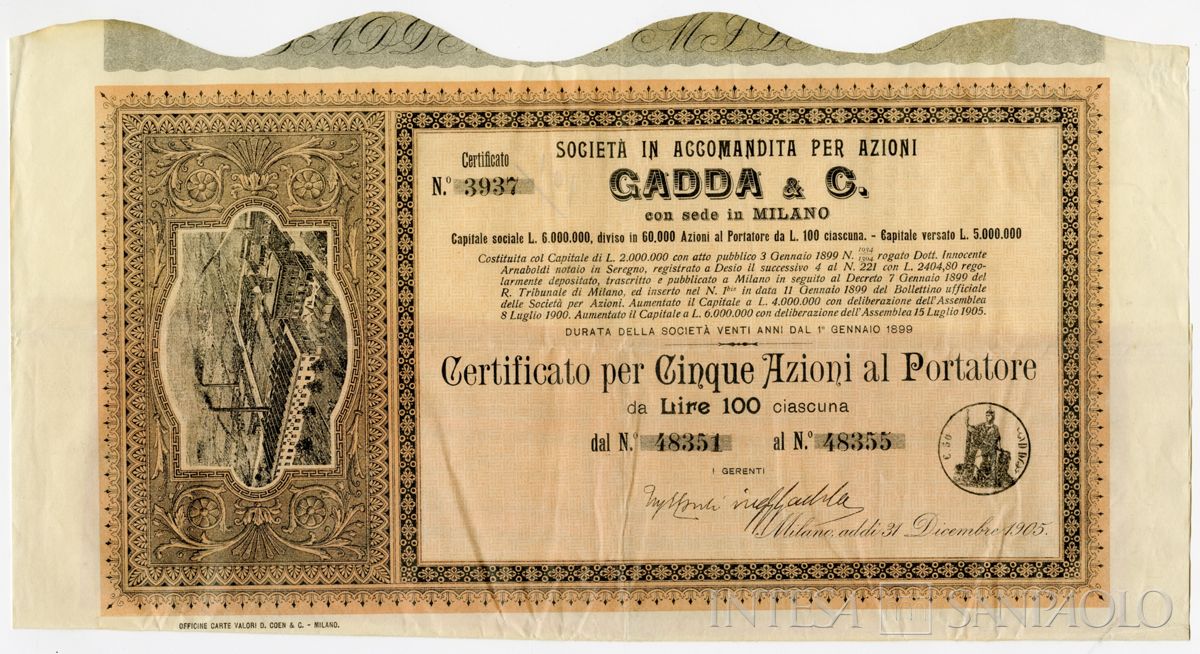 SOCIETÀ IN ACCOMANDITA PER AZIONI
Certificato
N.º 3937
GADDA & C.
con sede in MILANO
Capitale sociale L. 6.000.000, diviso in 60,000 Azioni al Portatore da L. 100 ciascuna. - Capitale versato L. 5.000.000
Costituita col Capitale di L. 2.000.000 con atto pubblico 3 Gennaio 1899 N. rogato Dott. Innocente
Arnaboldi notaio in Seregno, registrato a Desio il successivo 4 al N. 221 con L. 2404,80 rego-
larmente depositato, trascritto e pubblicato a Milano in seguito al Decreto 7 Gennaio 1899 del
R. Tribunale di Milano, ed inserto nel N. 1bis in data 11 Gennaio 1899 del Bollettino ufficiale
delle Società per Azioni. Aumentato il Capitale a L. 4.000.000 con deliberazione dell'Assemblea
8 Luglio 1900. Aumentato il Capitale a L. 6.000.000 con deliberazione dell'Assemblea 15 Luglio 1905.
DURATA DELLA SOCIETÀ VENTI ANNI DAL 1º GENNAIO 1899
Certificato per Cinque Azioni al Portatore
da Lire 100 ciascuna
dal N.º 48351 al N.º 48355
I GERENTI
Milano, addì 31 Dicembre 1905.
OFFICINE CARTE VALORI D. COEN & C. - MILANO.
INTESA SANPAOLO